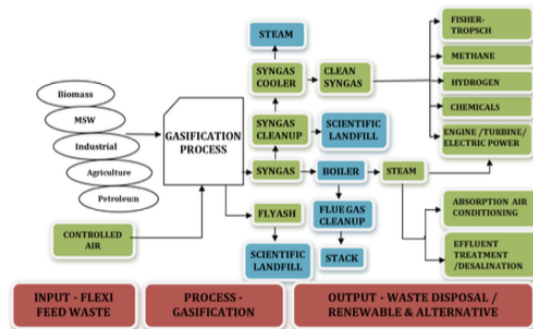 STEAM
FISHER-
TROPSCH
METHANE
HYDROGEN
CHEMICALS
ENGINE /TURBINE/
ELECTRIC POWER
SYNGAS
COOLER
CLEAN
SYNGAS
Biomass
MSW
Industrial
Agriculture
Petroleum
GASIFICATION
PROCESS
SYNGAS
CLEANUP
SCIENTIFIC
LANDFILL
SYNGAS
BOILER
STEAM
FLYASH
FLUE GAS
CLEANUP
ABSORPTION AIR
CONDITIONING
CONTROLLED
AIR
SCIENTIFIC
LANDFILL
STACK
EFFLUENT
TREATMENT
/DESALINATION
INPUT - FLEXI
FEED WASTE
PROCESS -
GASIFICATION
OUTPUT - WASTE DISPOSAL /
RENEWABLE & ALTERNATIVE